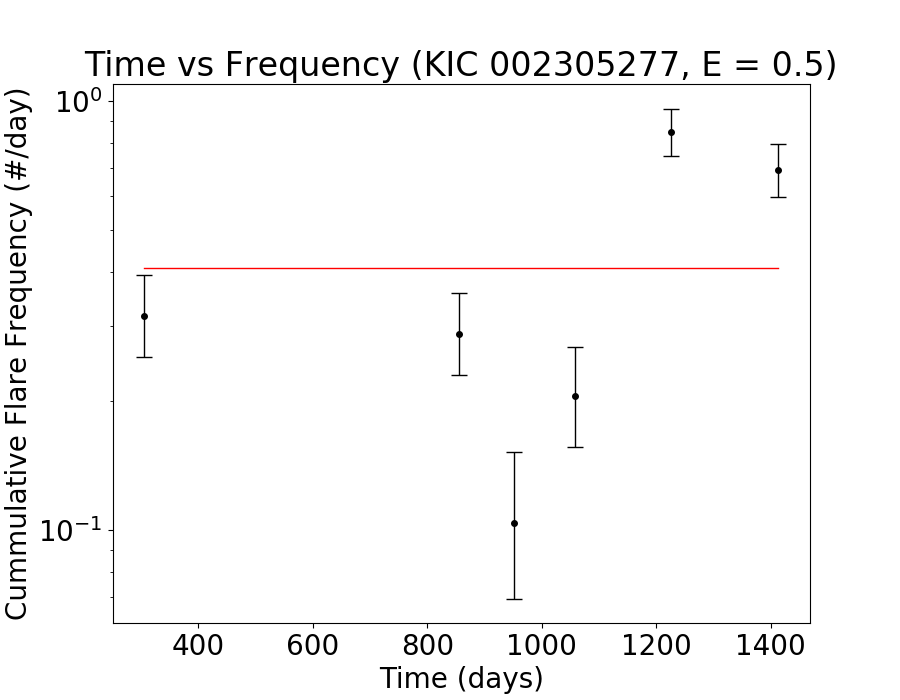 Time vs Frequency (KIC 002305277, E = 0.5)
Cummulative Flare Frequency (#/day)
10⁰
10⁻¹
400 600 800 1000 1200 1400
Time (days)